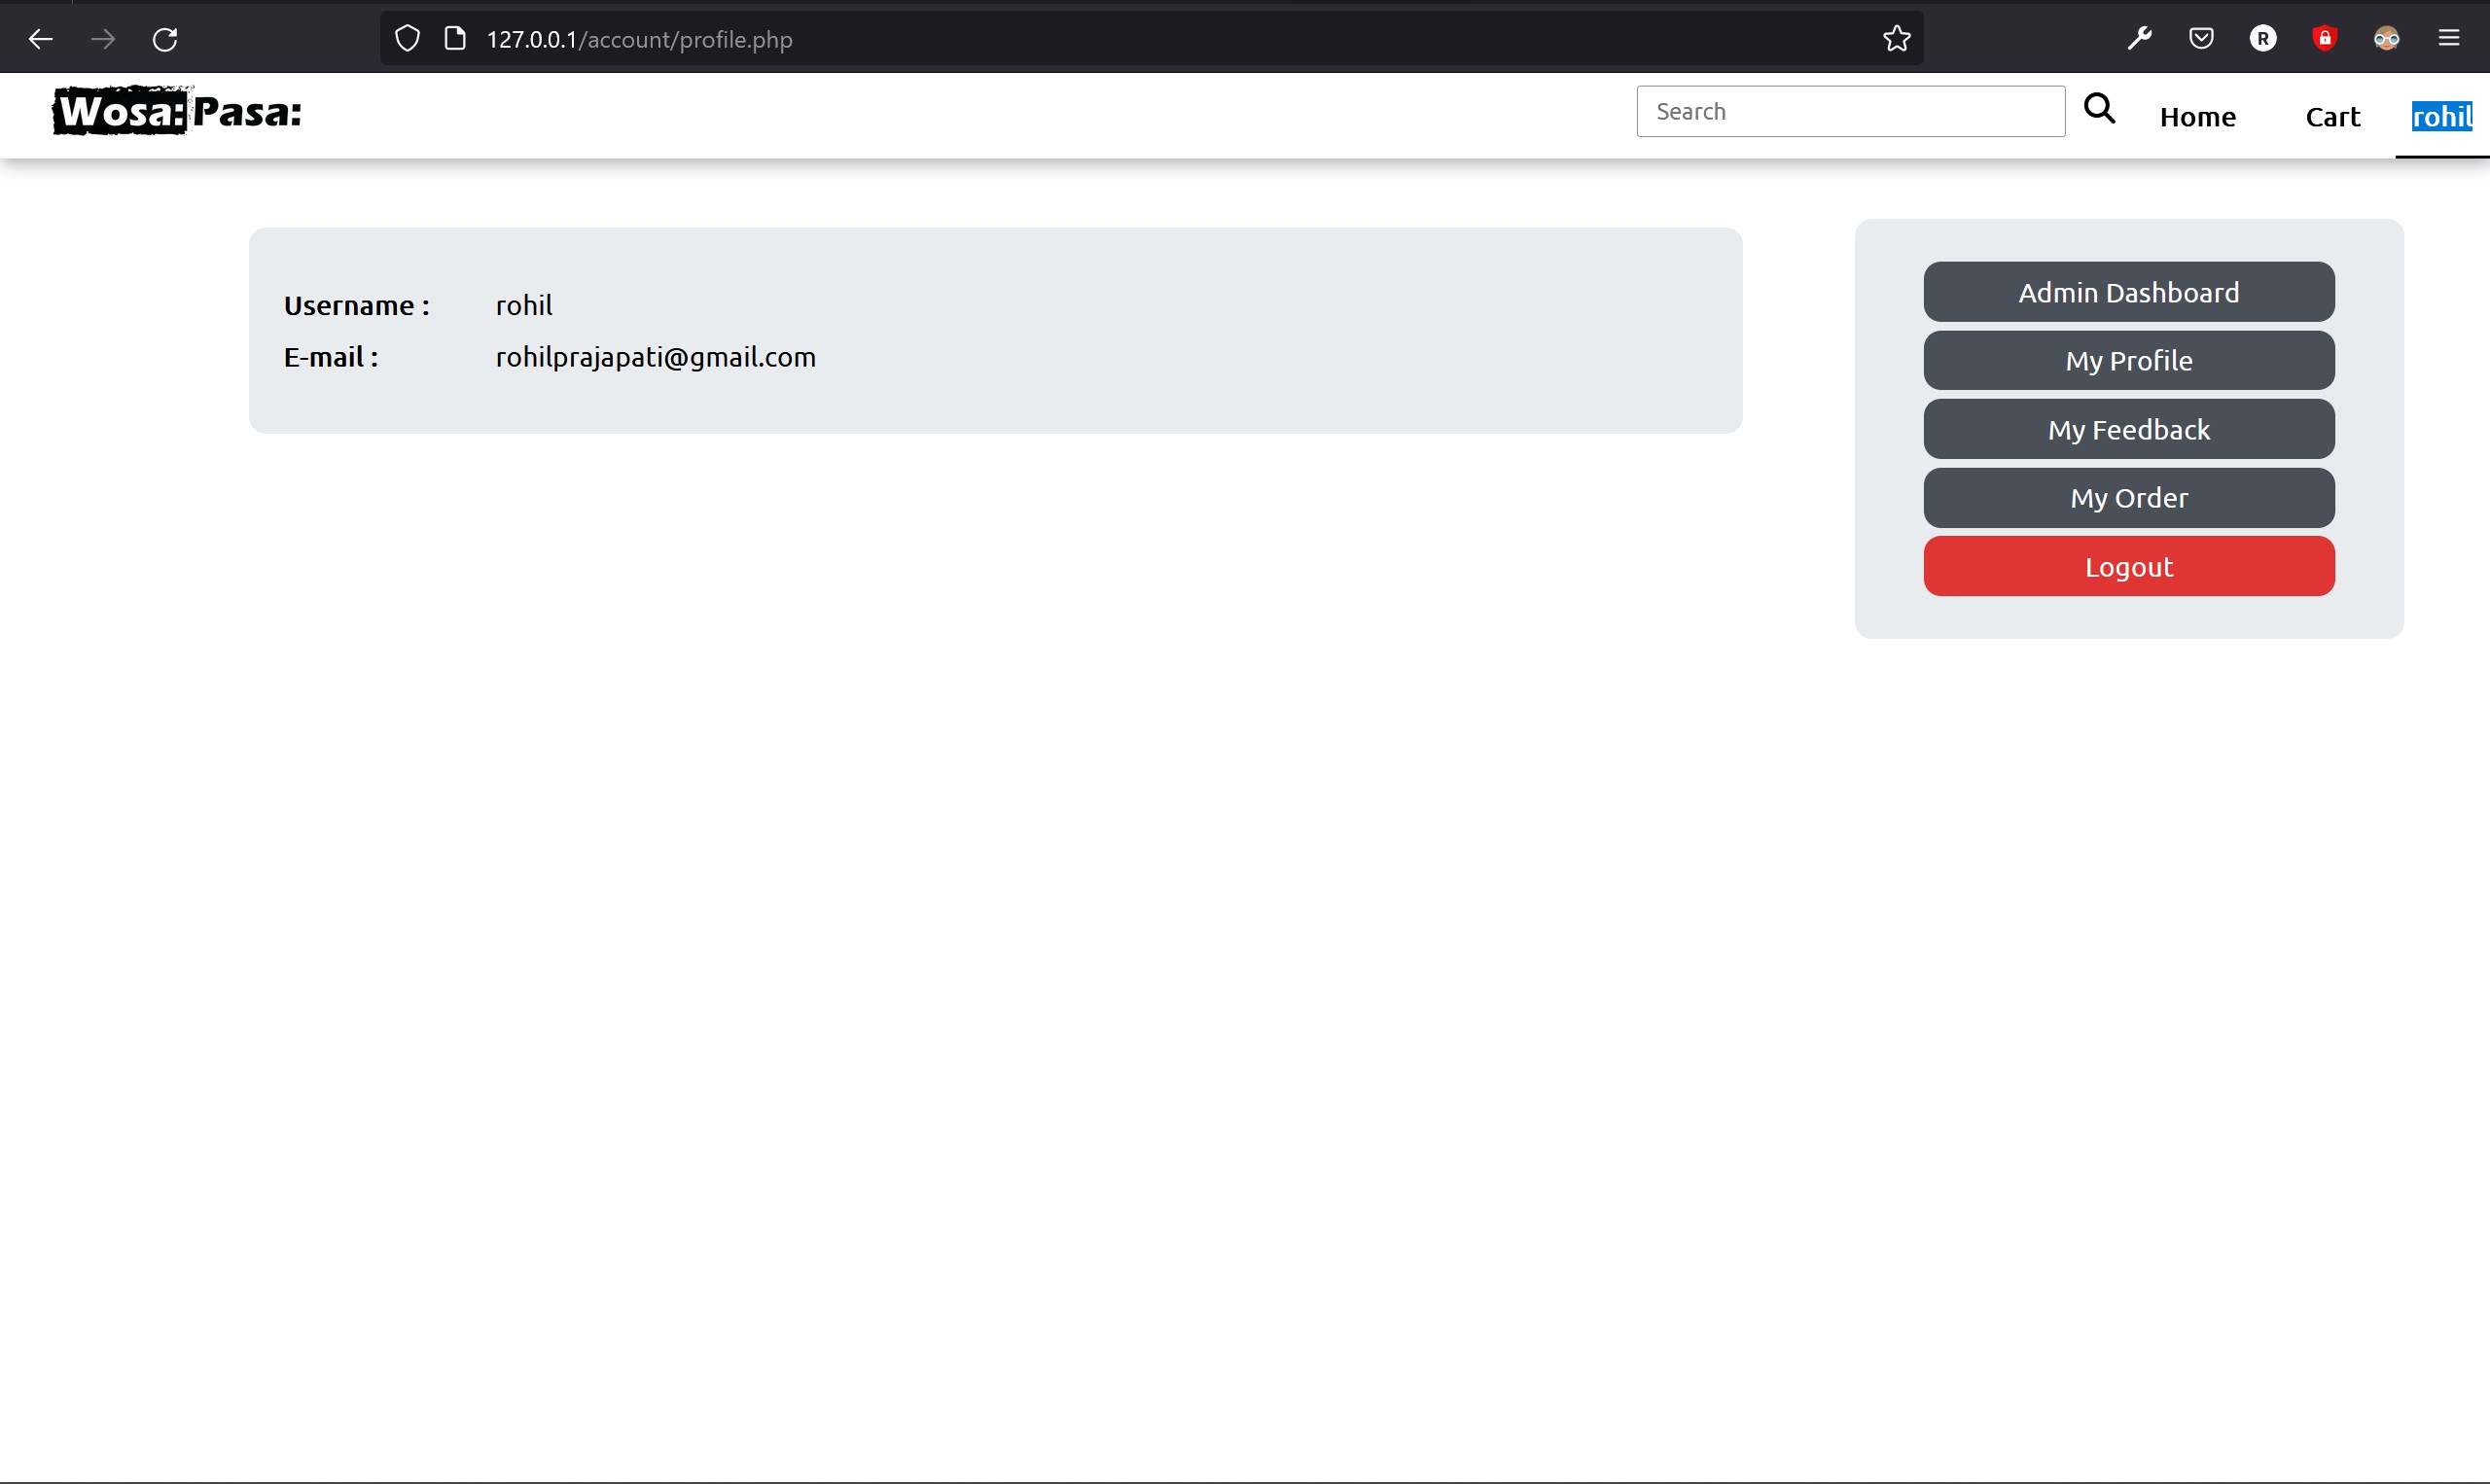 127.0.0.1/account/profile.php
R
Wosa: Pasa:
Search
Home
Cart
rohil
Username : rohil
E-mail : rohilprajapati@gmail.com
Admin Dashboard
My Profile
My Feedback
My Order
Logout